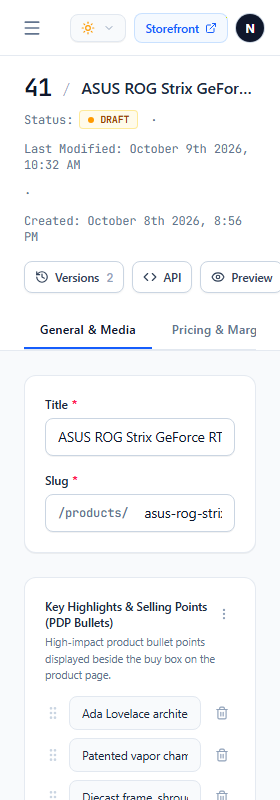 Storefront
N
41 / ASUS ROG Strix GeFor...
Status: DRAFT ·
Last Modified: October 9th 2026,
10:32 AM
·
Created: October 8th 2026, 8:56
PM
Versions 2
API
Preview
General & Media
Pricing & Marg
Title *
ASUS ROG Strix GeForce RT
Slug *
/products/ asus-rog-strix
Key Highlights & Selling Points
(PDP Bullets)
High-impact product bullet points
displayed beside the buy box on the
product page.
Ada Lovelace archite
Patented vapor cham
Diecast frame, shrou